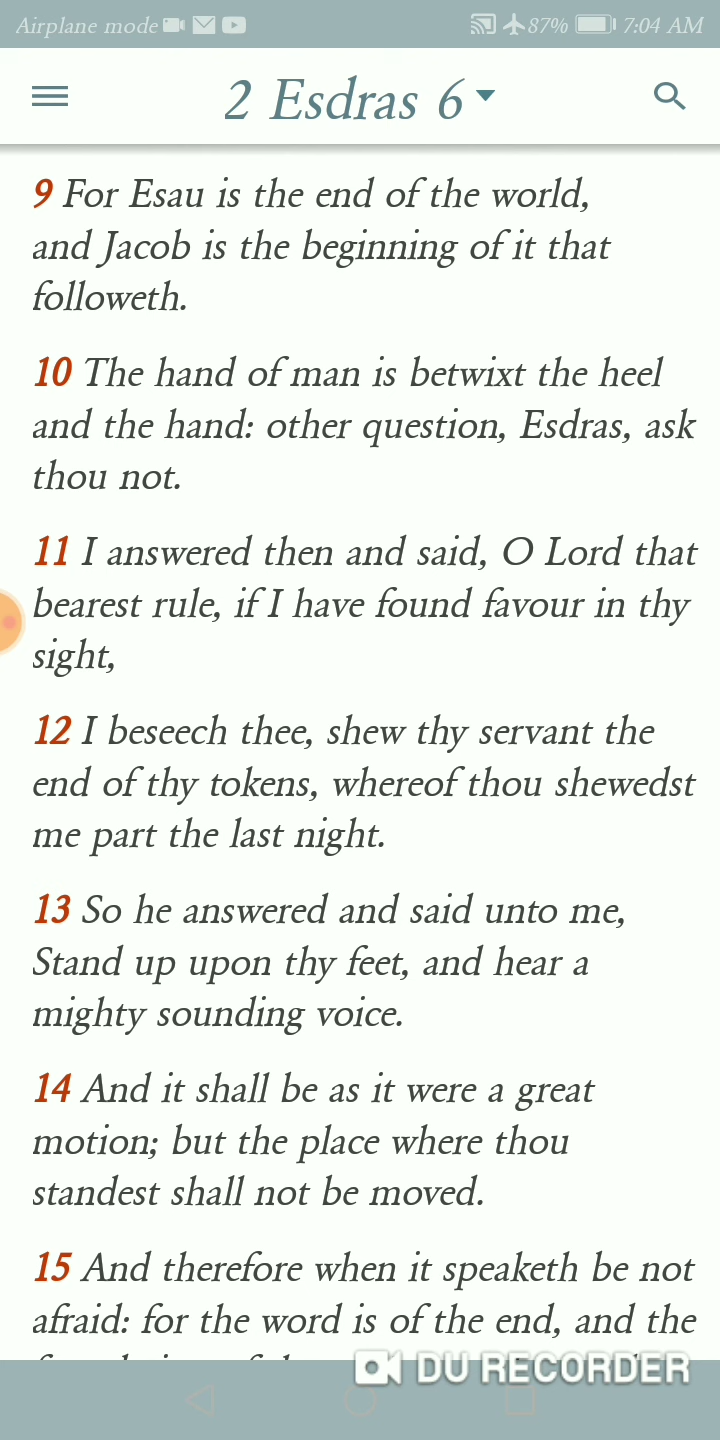 Airplane mode 87% 7:04 AM
2 Esdras 6
9 For Esau is the end of the world,
and Jacob is the beginning of it that
followeth.
10 The hand of man is betwixt the heel
and the hand: other question, Esdras, ask
thou not.
11 I answered then and said, O Lord that
bearest rule, if I have found favour in thy
sight,
12 I beseech thee, shew thy servant the
end of thy tokens, whereof thou shewedst
me part the last night.
13 So he answered and said unto me,
Stand up upon thy feet, and hear a
mighty sounding voice.
14 And it shall be as it were a great
motion; but the place where thou
standest shall not be moved.
15 And therefore when it speaketh be not
afraid: for the word is of the end, and the
DU RECORDER